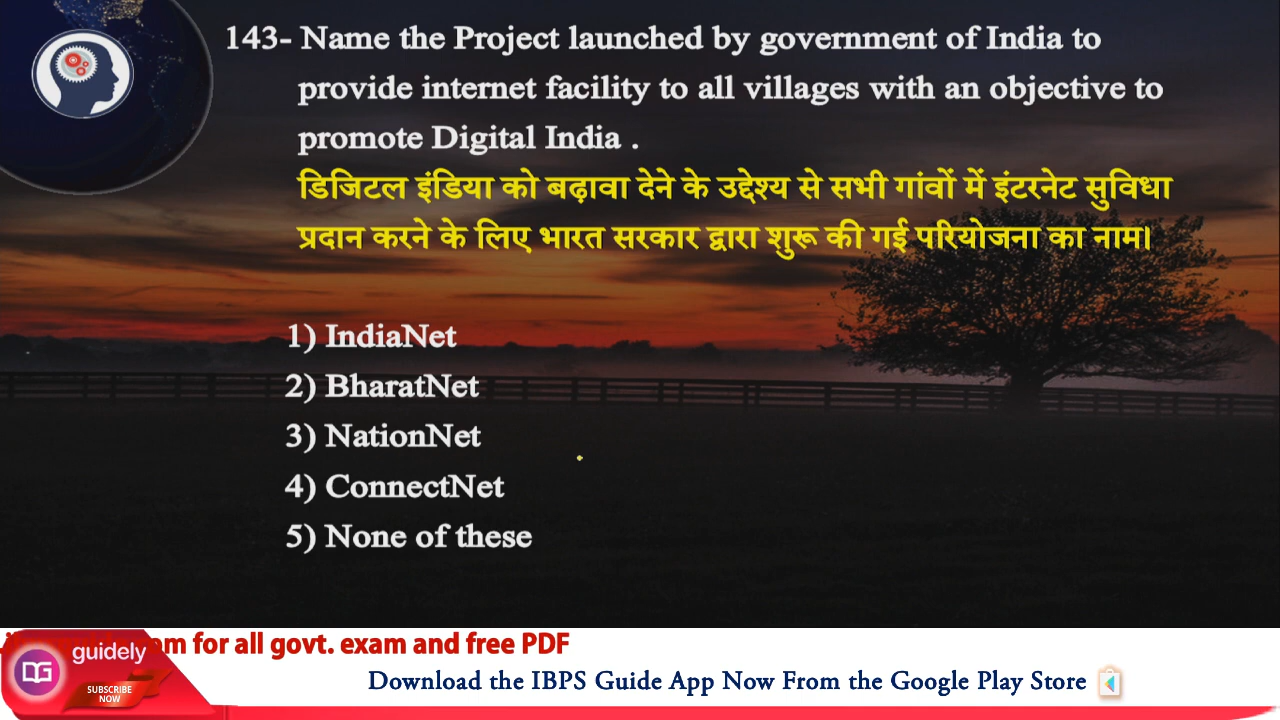 143- Name the Project launched by government of India to
provide internet facility to all villages with an objective to
promote Digital India .
डिजिटल इंडिया को बढ़ावा देने के उद्देश्य से सभी गांवों में इंटरनेट सुविधा
प्रदान करने के लिए भारत सरकार द्वारा शुरू की गई परियोजना का नाम।
1) IndiaNet
2) BharatNet
3) NationNet
4) ConnectNet
5) None of these
for all govt. exam and free PDF
guidely
SUBSCRIBE
NOW
Download the IBPS Guide App Now From the Google Play Store